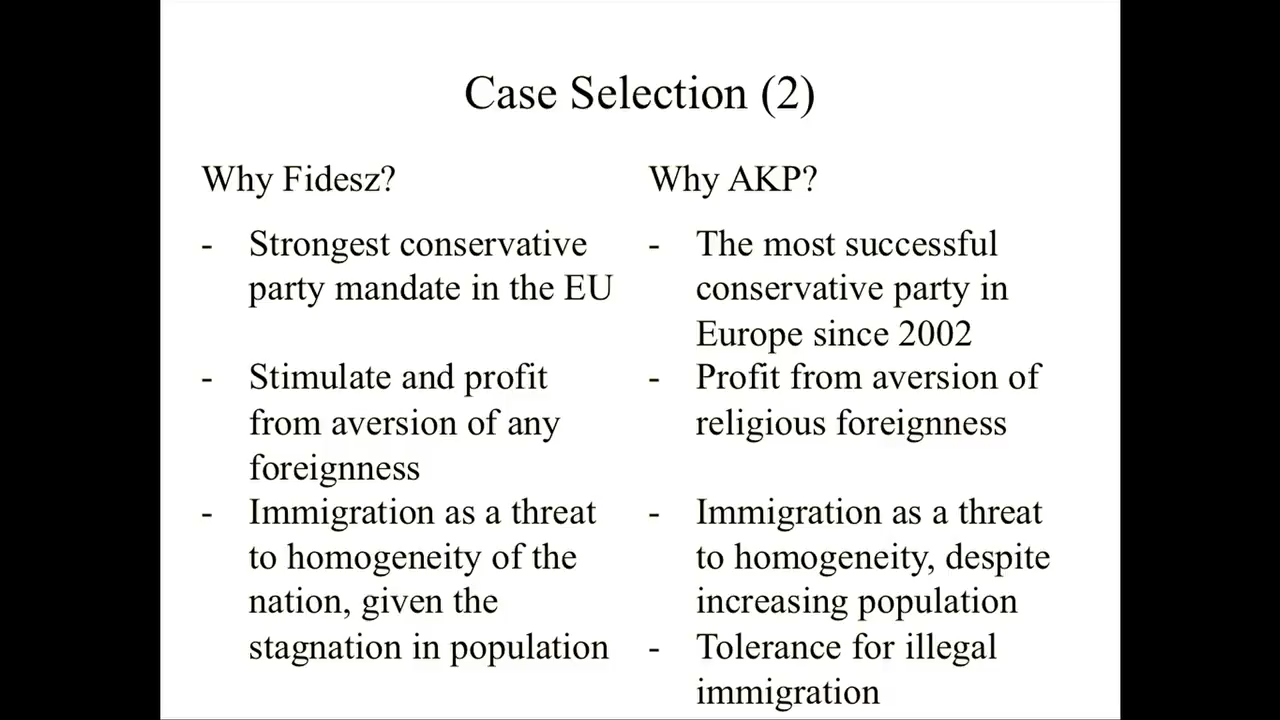 Case Selection (2)
Why Fidesz?
- Strongest conservative
party mandate in the EU
- Stimulate and profit
from aversion of any
foreignness
- Immigration as a threat
to homogeneity of the
nation, given the
stagnation in population
Why AKP?
- The most successful
conservative party in
Europe since 2002
- Profit from aversion of
religious foreignness
- Immigration as a threat
to homogeneity, despite
increasing population
- Tolerance for illegal
immigration